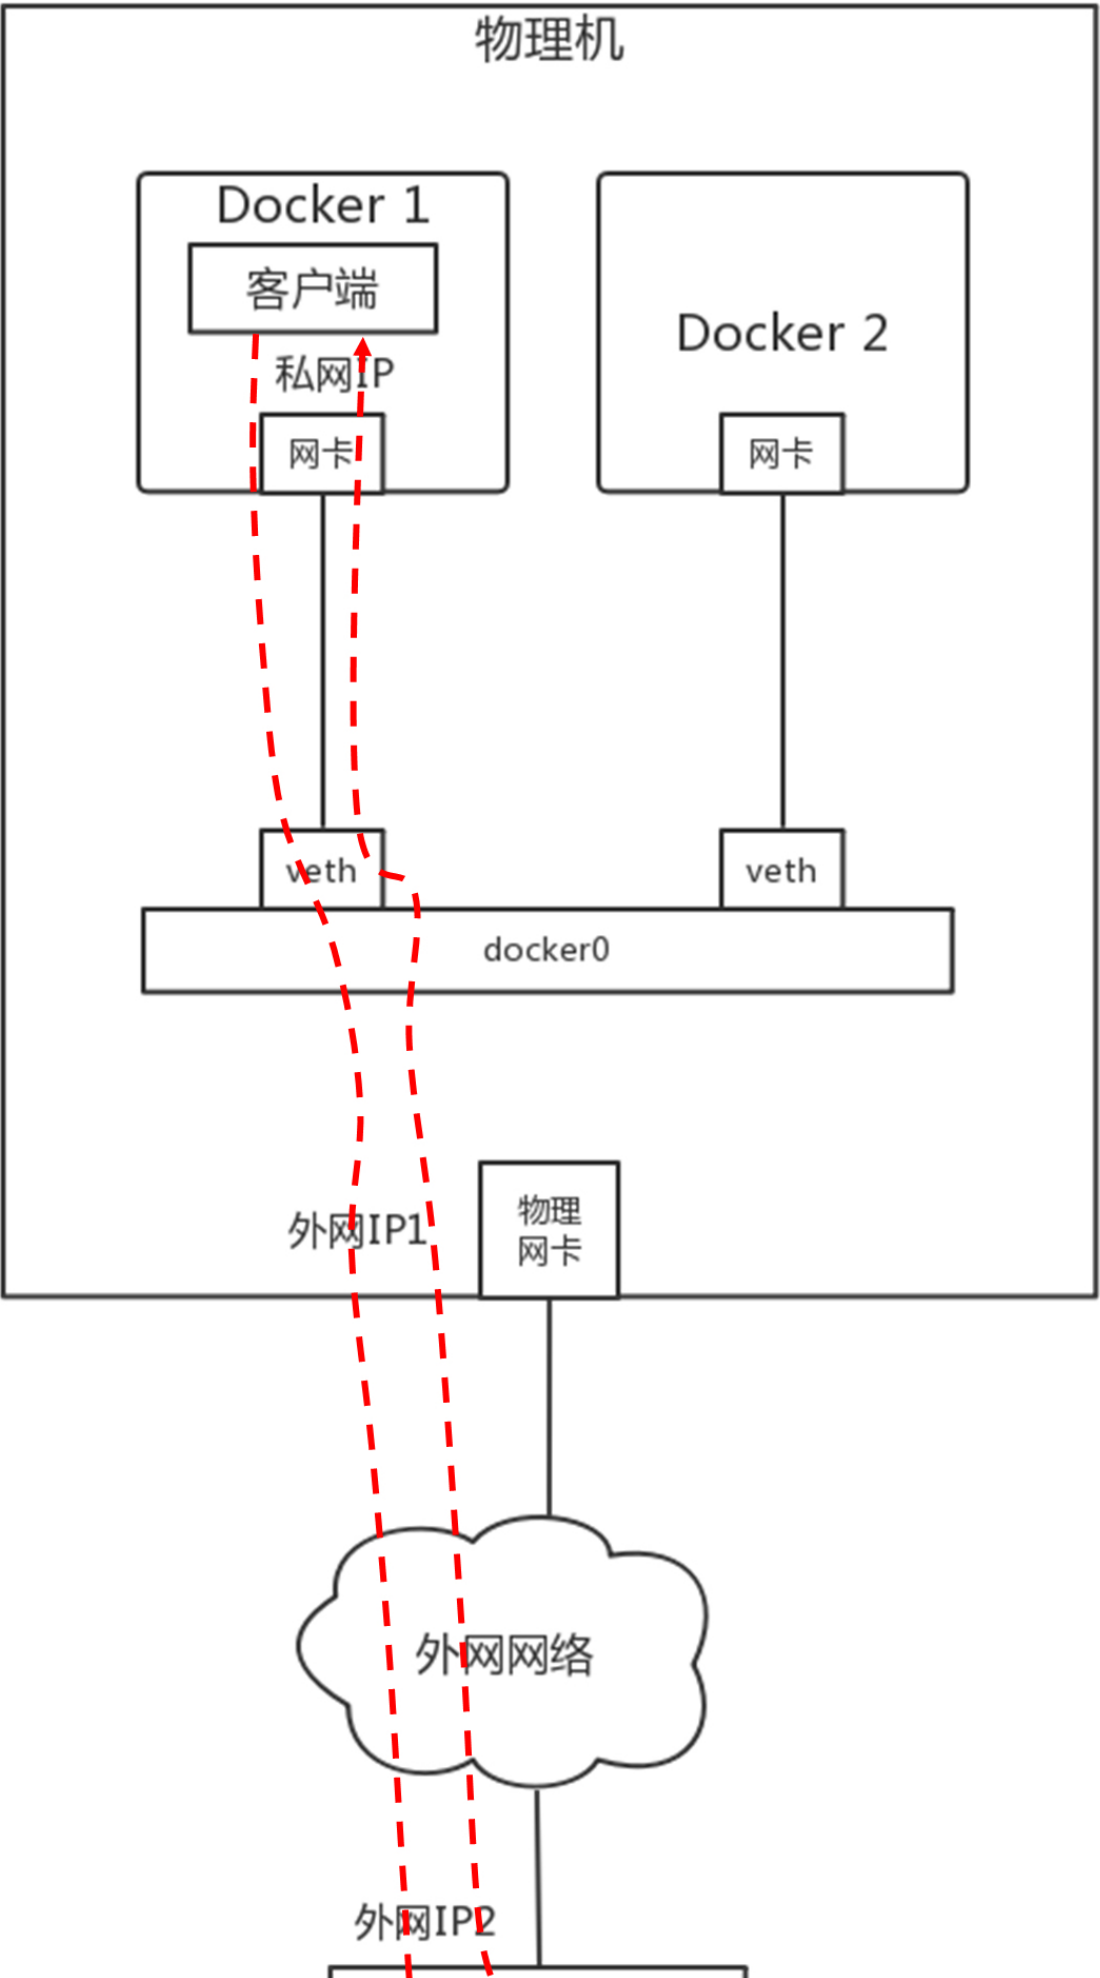 物理机
Docker 1
客户端
私网IP
网卡
Docker 2
网卡
veth
veth
docker0
外网IP1
物理
网卡
外网网络
外网IP2